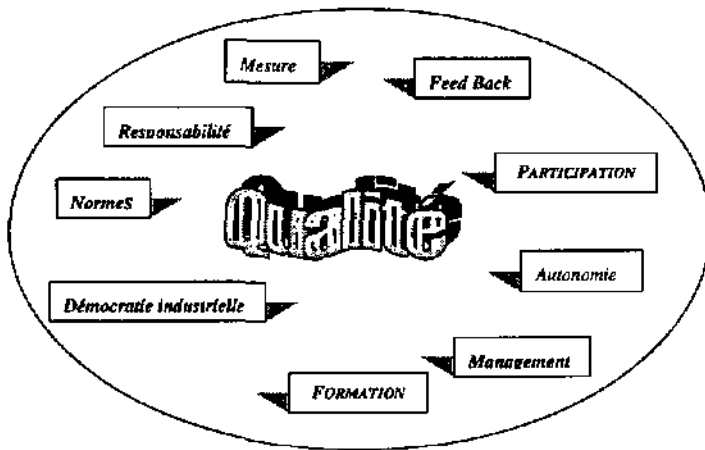 Mesure
Feed Back
Responsabilité
PARTICIPATION
NormeS
Qualité
Autonomie
Démocratie industrielle
Management
FORMATION